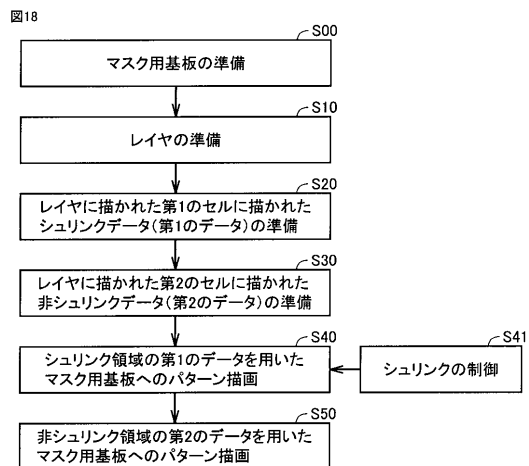 図18
S00
マスク用基板の準備
S10
レイヤの準備
S20
レイヤに描かれた第1のセルに描かれた
シュリンクデータ(第1のデータ)の準備
S30
レイヤに描かれた第2のセルに描かれた
非シュリンクデータ(第2のデータ)の準備
S40
シュリンク領域の第1のデータを用いた
マスク用基板へのパターン描画
S41
シュリンクの制御
S50
非シュリンク領域の第2のデータを用いた
マスク用基板へのパターン描画